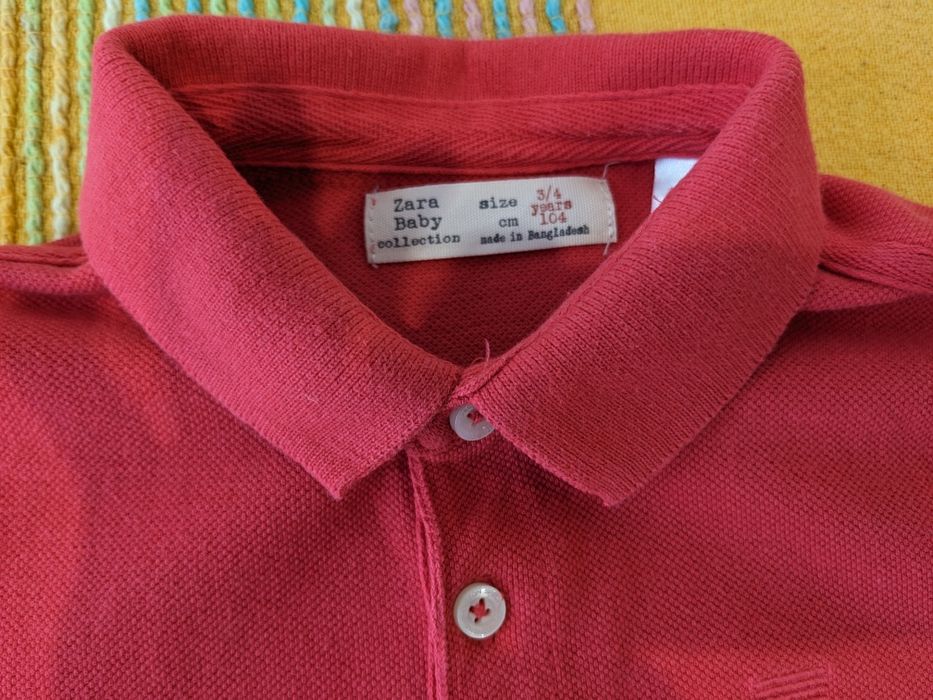 Zara
Baby
collection
size 3/4
years
cm 104
made in Bangladesh